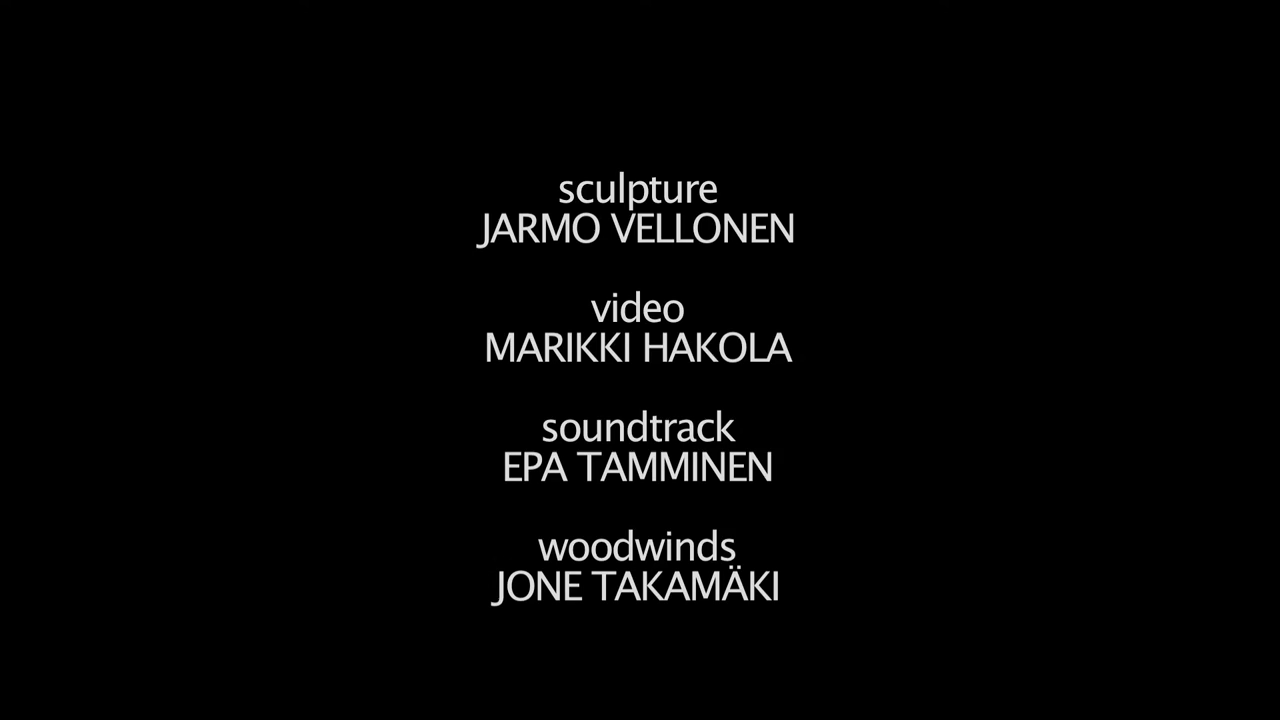 sculpture
JARMO VELLONEN
video
MARIKKI HAKOLA
soundtrack
EPA TAMMINEN
woodwinds
JONE TAKAMÄKI